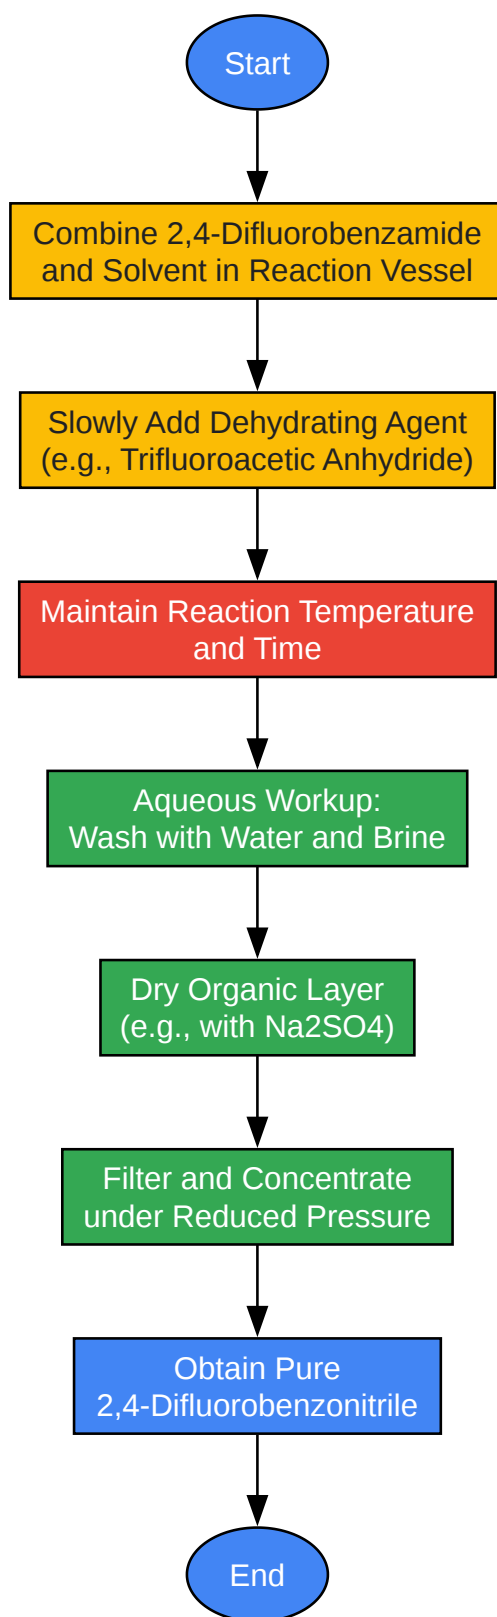 Start
Combine 2,4-Difluorobenzamide
and Solvent in Reaction Vessel
Slowly Add Dehydrating Agent
(e.g., Trifluoroacetic Anhydride)
Maintain Reaction Temperature
and Time
Aqueous Workup:
Wash with Water and Brine
Dry Organic Layer
(e.g., with Na2SO4)
Filter and Concentrate
under Reduced Pressure
Obtain Pure
2,4-Difluorobenzonitrile
End